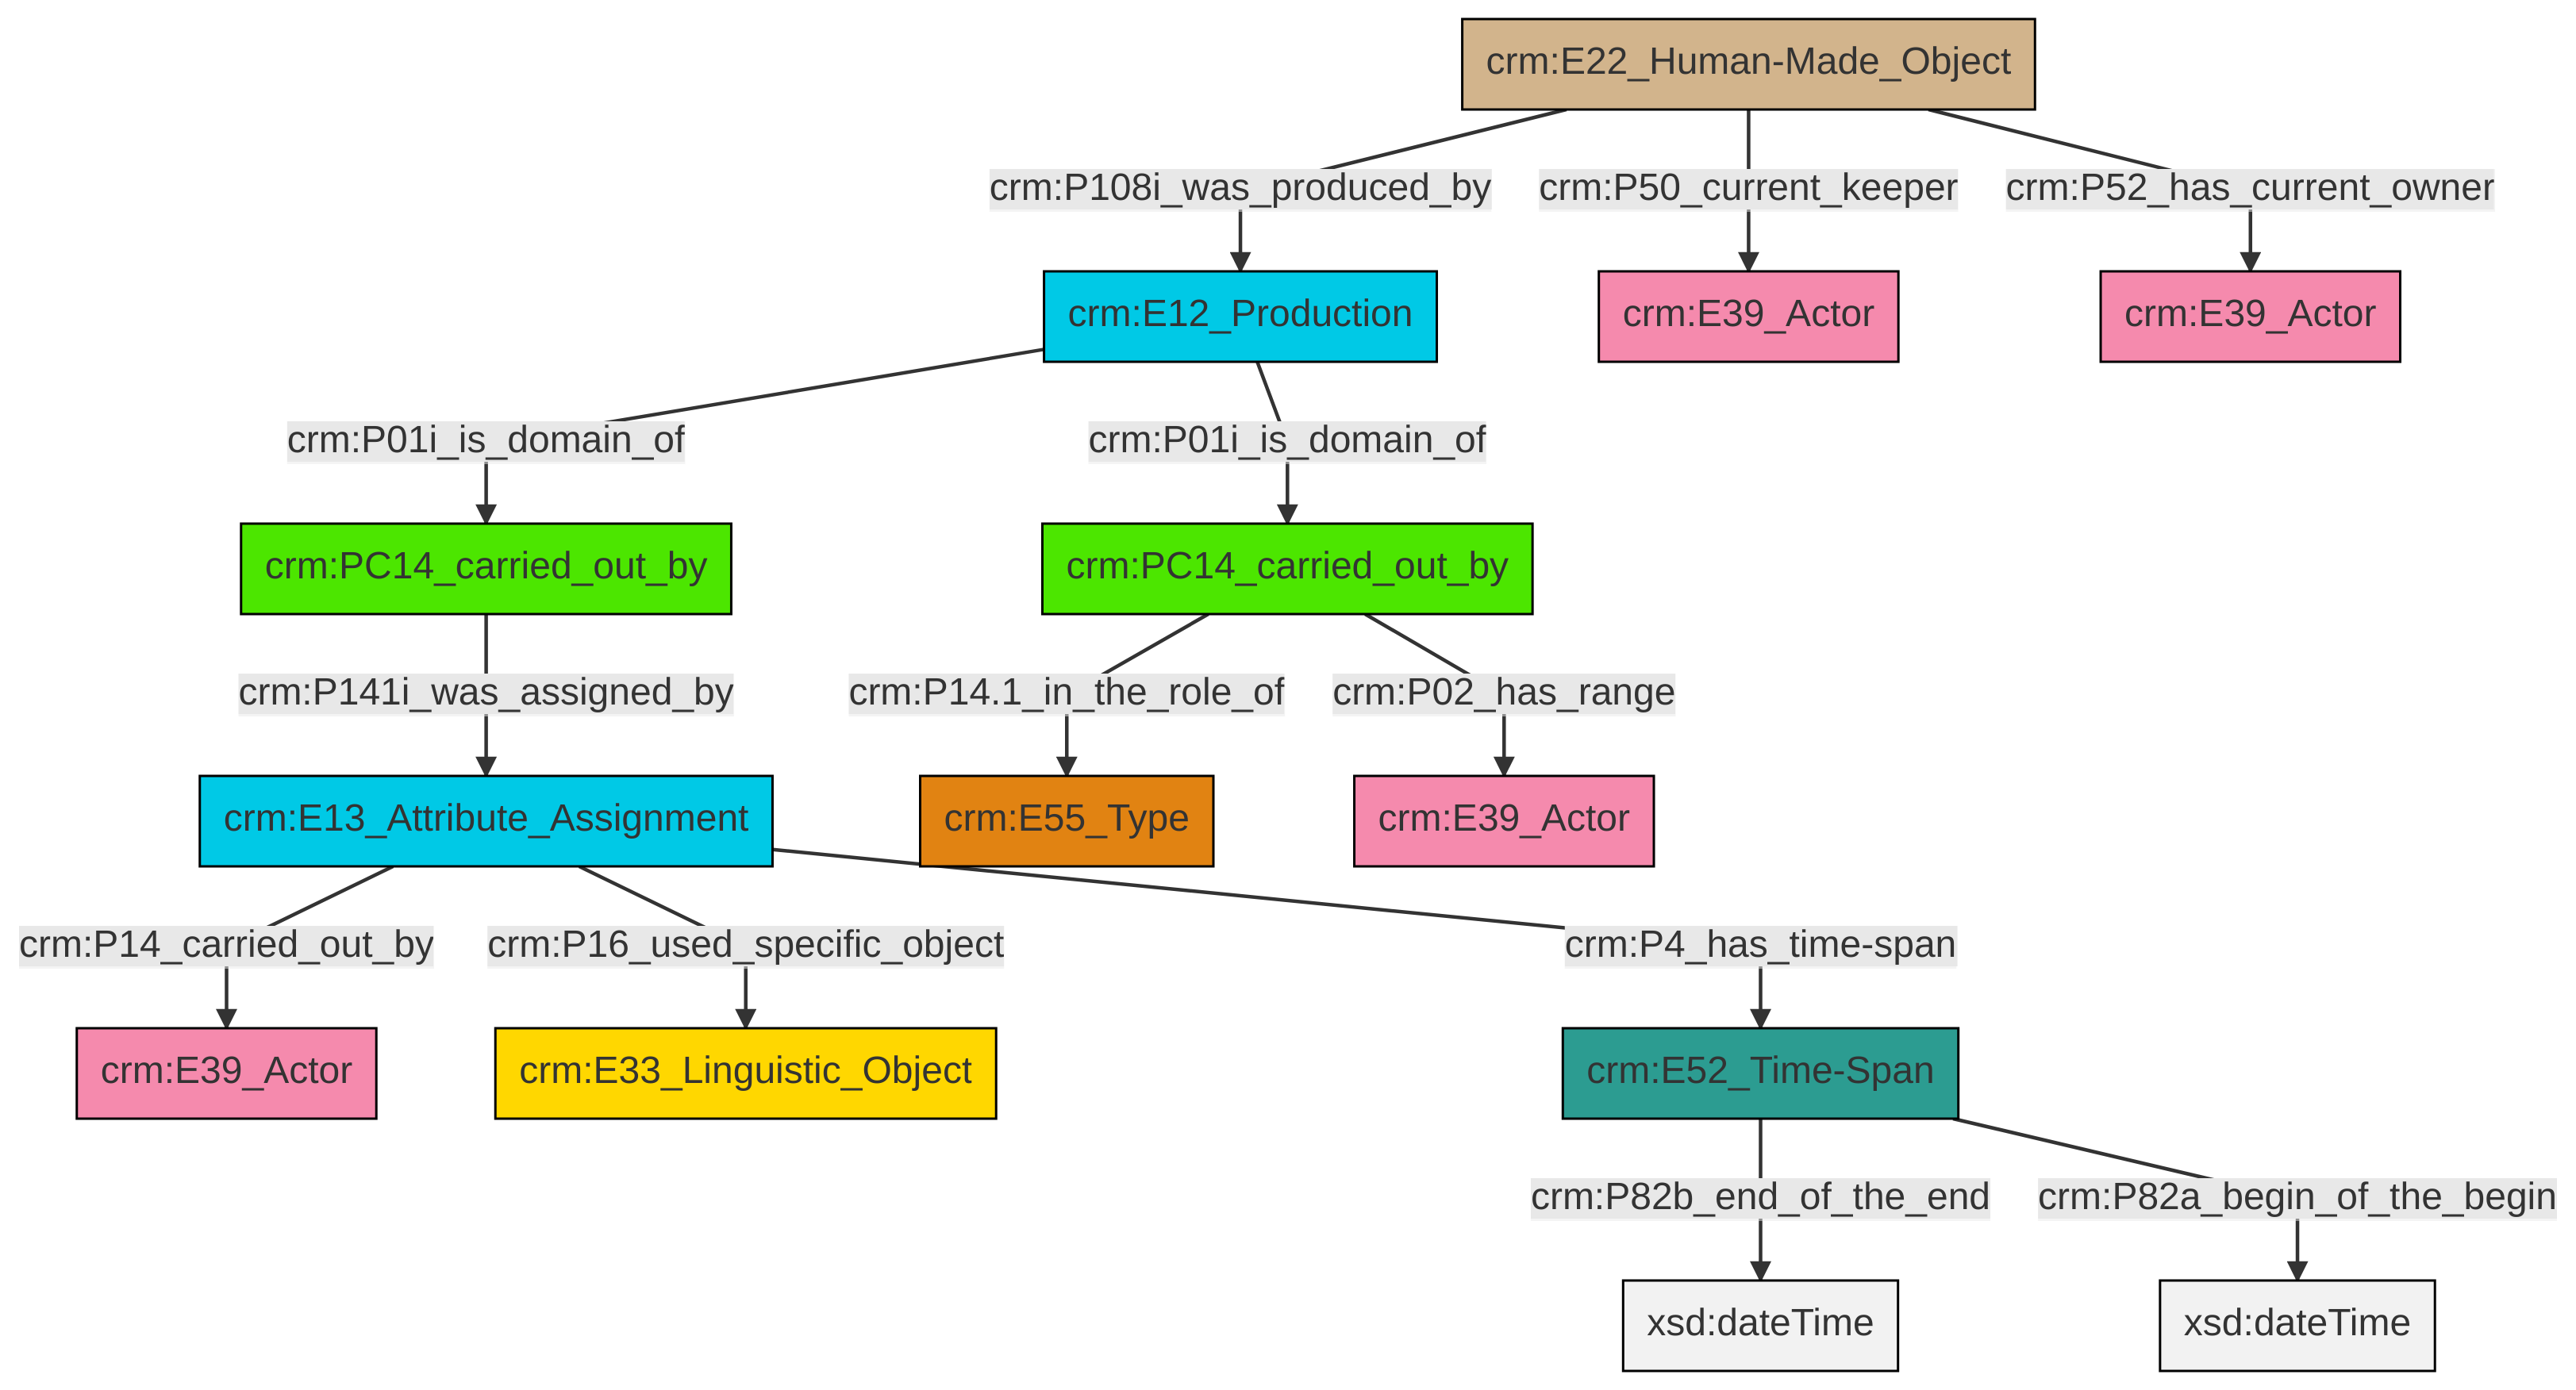 crm:E22_Human-Made_Object
crm:P108i_was_produced_by
crm:P50_current_keeper
crm:P52_has_current_owner
crm:E12_Production
crm:E39_Actor
crm:E39_Actor
crm:P01i_is_domain_of
crm:P01i_is_domain_of
crm:PC14_carried_out_by
crm:PC14_carried_out_by
crm:P141i_was_assigned_by
crm:P14.1_in_the_role_of
crm:P02_has_range
crm:E13_Attribute_Assignment
crm:E55_Type
crm:E39_Actor
crm:P14_carried_out_by
crm:P16_used_specific_object
crm:P4_has_time-span
crm:E39_Actor
crm:E33_Linguistic_Object
crm:E52_Time-Span
crm:P82b_end_of_the_end
crm:P82a_begin_of_the_begin
xsd:dateTime
xsd:dateTime